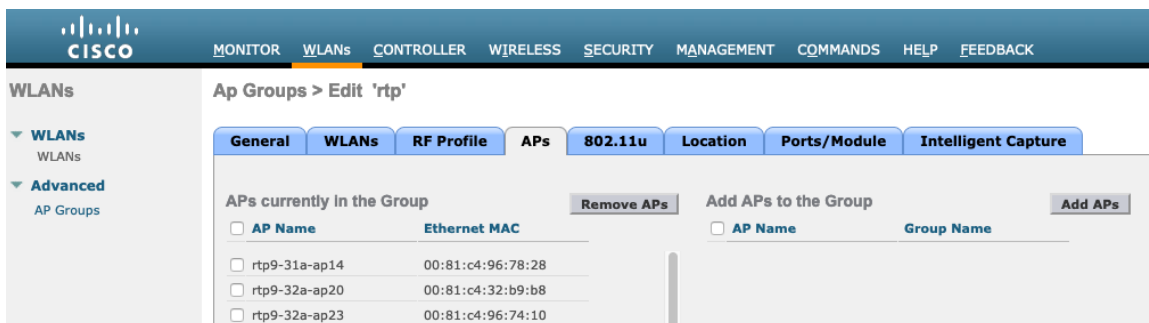 CISCO
MONITOR WLANs CONTROLLER WIRELESS SECURITY MANAGEMENT COMMANDS HELP FEEDBACK
WLANs
WLANs
WLANs
Advanced
AP Groups
Ap Groups > Edit 'rtp'
General WLANs RF Profile APs 802.11u Location Ports/Module Intelligent Capture
APs currently in the Group Remove APs
AP Name Ethernet MAC
rtp9-31a-ap14 00:81:c4:96:78:28
rtp9-32a-ap20 00:81:c4:32:b9:b8
rtp9-32a-ap23 00:81:c4:96:74:10
Add APs to the Group Add APs
AP Name Group Name